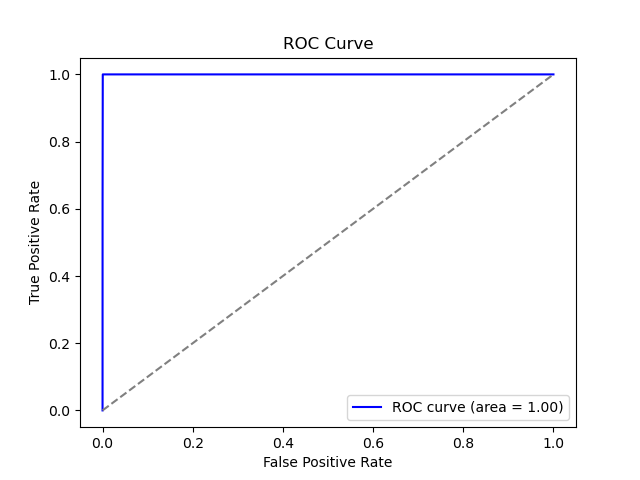 ROC Curve
1.0
0.8
0.6
0.4
0.2
0.0
True Positive Rate
ROC curve (area = 1.00)
0.0 0.2 0.4 0.6 0.8 1.0
False Positive Rate